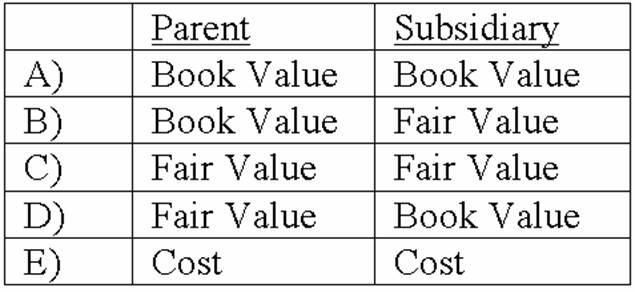 Parent Subsidiary
A) Book Value Book Value
B) Book Value Fair Value
C) Fair Value Fair Value
D) Fair Value Book Value
E) Cost Cost